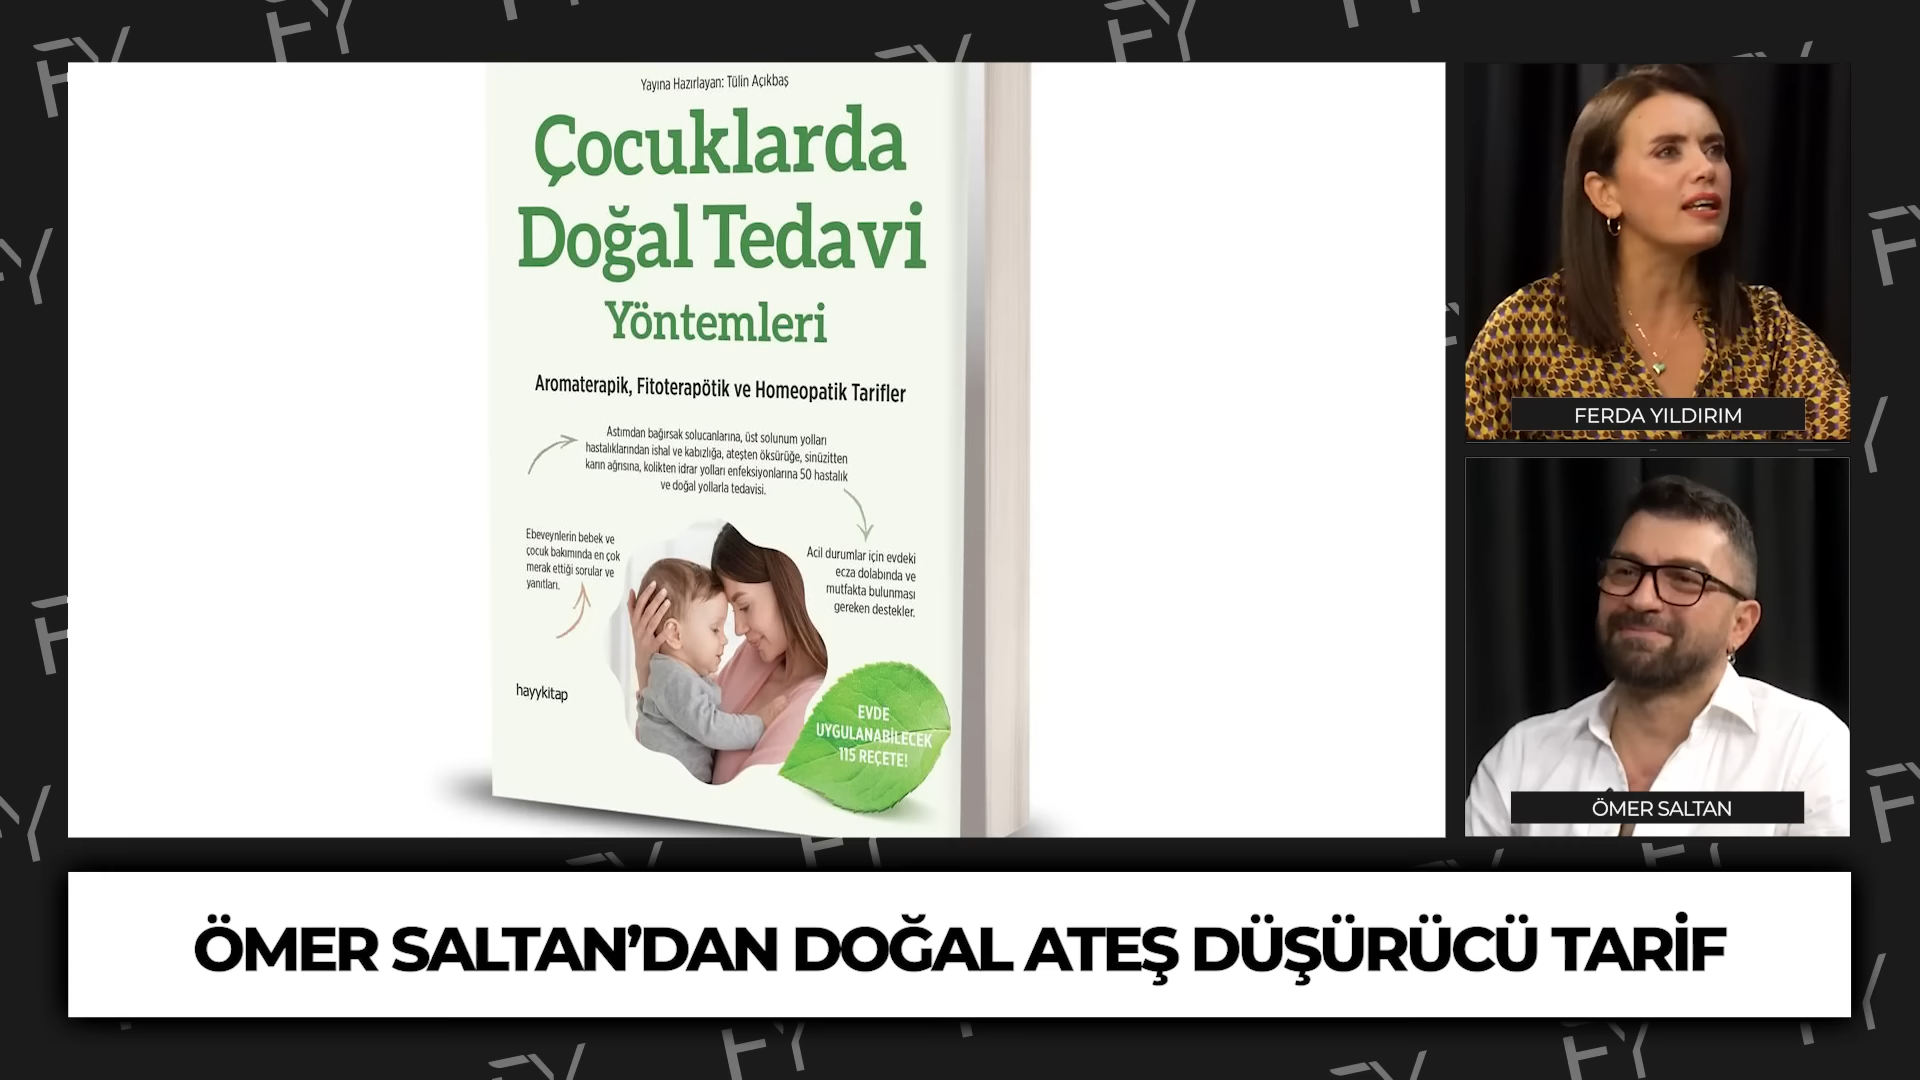 Yayına Hazırlayan: Tülin Açıkbaş
Çocuklarda
Doğal Tedavi
Yöntemleri
Aromaterapik, Fitoterapötik ve Homeopatik Tarifler
Astımdan bağırsak solucanlarına, üst solunum yolları
hastalıklarından ishal ve kabızlığa, ateşten öksürüğe, sinüzitten
karın ağrısına, kolikten idrar yolları enfeksiyonlarına 50 hastalık
ve doğal yollarla tedavisi.
Ebeveynlerin bebek ve
çocuk bakımında en çok
merak ettiği sorular ve
yanıtları.
Acil durumlar için evdeki
ecza dolabında ve
mutfakta bulunması
gereken destekler.
hayykitap
EVDE
UYGULANABİLECEK
115 REÇETE!
FERDA YILDIRIM
ÖMER SALTAN
ÖMER SALTAN’DAN DOĞAL ATEŞ DÜŞÜRÜCÜ TARİF
FY